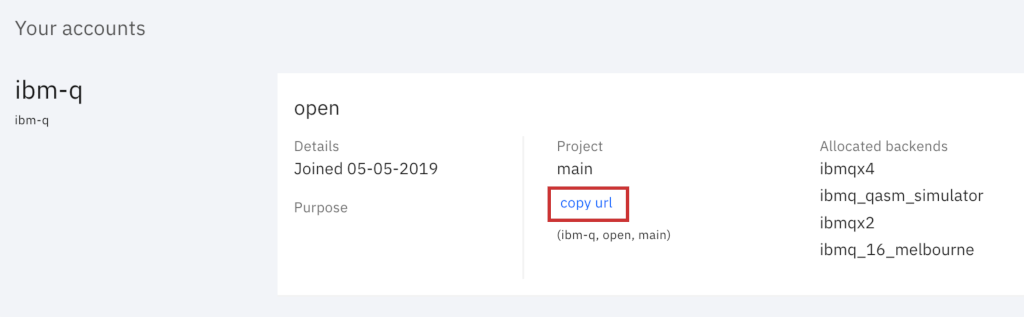 Your accounts
ibm-q
ibm-q
open
Details
Joined 05-05-2019
Purpose
Project
main
copy url
(ibm-q, open, main)
Allocated backends
ibmqx4
ibmq_qasm_simulator
ibmqx2
ibmq_16_melbourne